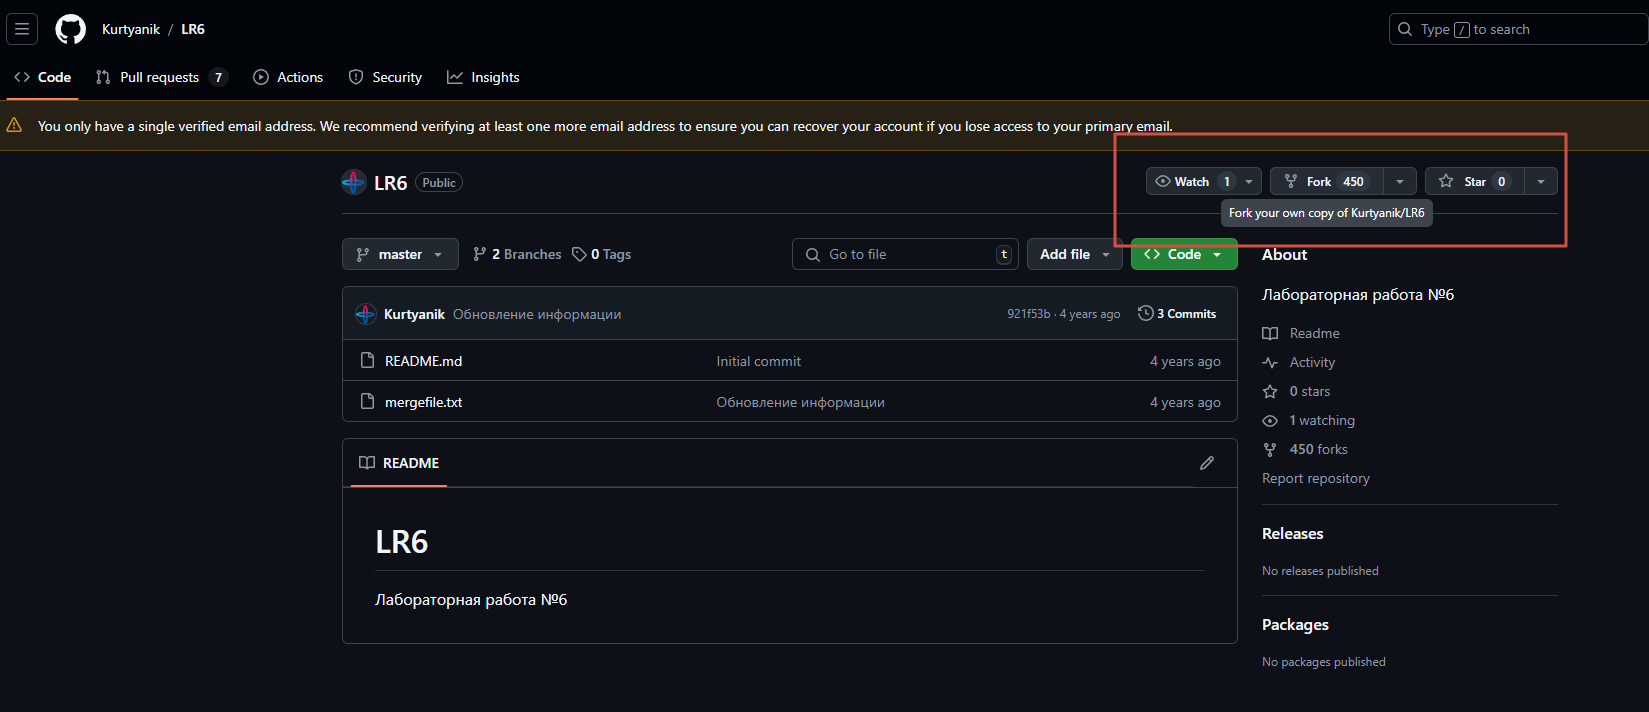 Kurtyanik / LR6
Type / to search
Code
Pull requests 7
Actions
Security
Insights
You only have a single verified email address. We recommend verifying at least one more email address to ensure you can recover your account if you lose access to your primary email.
LR6 Public
Watch 1
Fork 450
Star 0
Fork your own copy of Kurtyanik/LR6
master
2 Branches
0 Tags
Go to file t
Add file
Code
Kurtyanik Обновление информации
921f53b · 4 years ago
3 Commits
README.md Initial commit 4 years ago
mergefile.txt Обновление информации 4 years ago
README
LR6
Лабораторная работа №6
About
Лабораторная работа №6
Readme
Activity
0 stars
1 watching
450 forks
Report repository
Releases
No releases published
Packages
No packages published